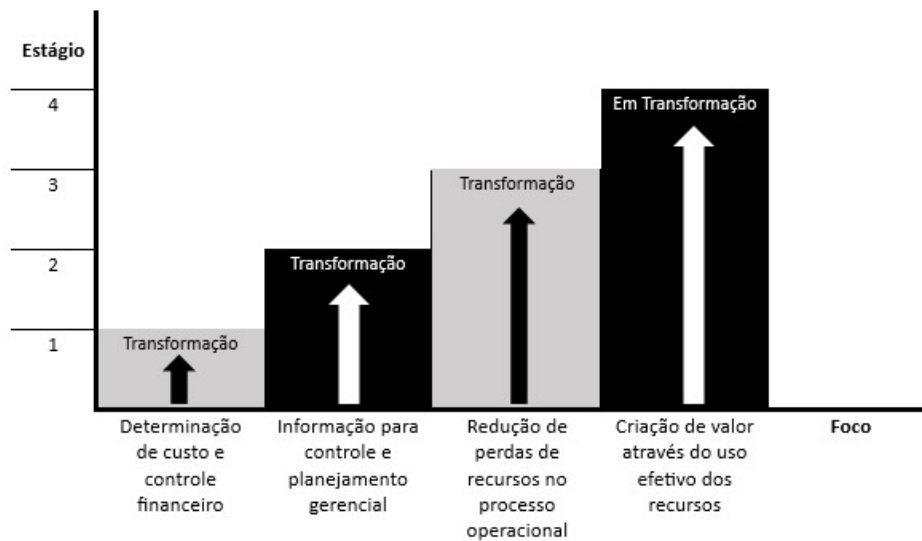 Estágio
4
3
2
1
Em Transformação
Transformação
Transformação
Transformação
Determinação
de custo e
controle
financeiro
Informação para
controle e
planejamento
gerencial
Redução de
perdas de
recursos no
processo
operacional
Criação de valor
através do uso
efetivo dos
recursos
Foco